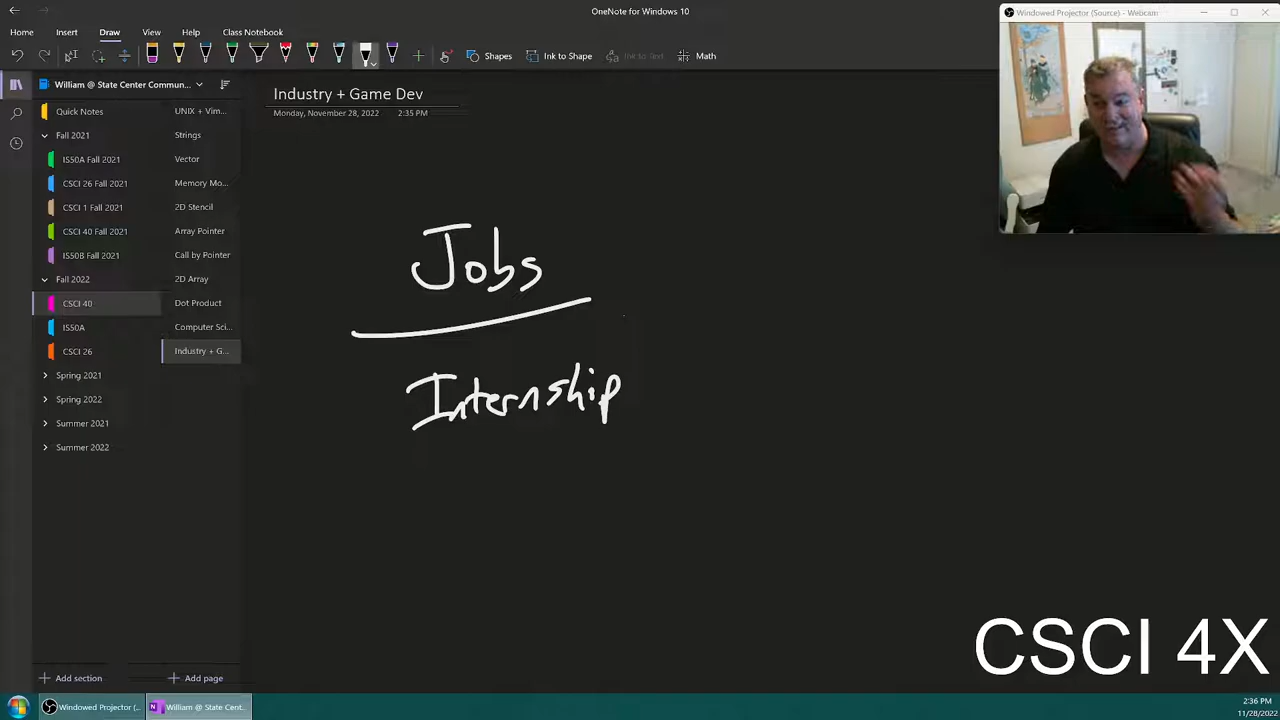 OneNote for Windows 10
Windowed Projector (Source) - Webcam
raw
View
Class Notebook
Shapes
Ink to Shape
Ink to Text
Math
William @ State Center Commun...
Industry + Game Dev
Monday, November 28, 2022
2:35 PM
Quick Notes
UNIX + Vim...
Fall 2021
Strings
IS50A Fall 2021
Vector
CSCI 26 Fall 2021
Memory Mo...
CSCI 1 Fall 2021
2D Stencil
CSCI 40 Fall 2021
Array Pointer
IS50B Fall 2021
Call by Pointer
Fall 2022
2D Array
CSCI 40
Dot Product
IS50A
Computer Sci...
CSCI 26
Industry + G...
Spring 2021
Spring 2022
Summer 2021
Summer 2022
Jobs
Internship
CSCI 4X
Add section
Add page
Windowed Projector (...
William @ State Cent...
2:36 PM
11/28/2022